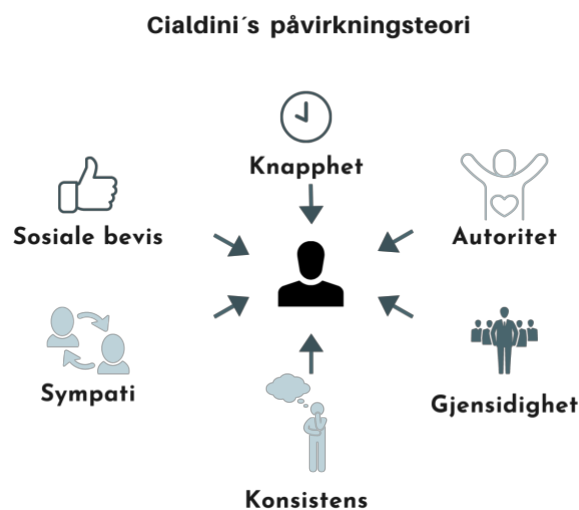 Cialdini´s påvirkningsteori
Knapphet
Sosiale bevis
Autoritet
Sympati
Gjensidighet
Konsistens